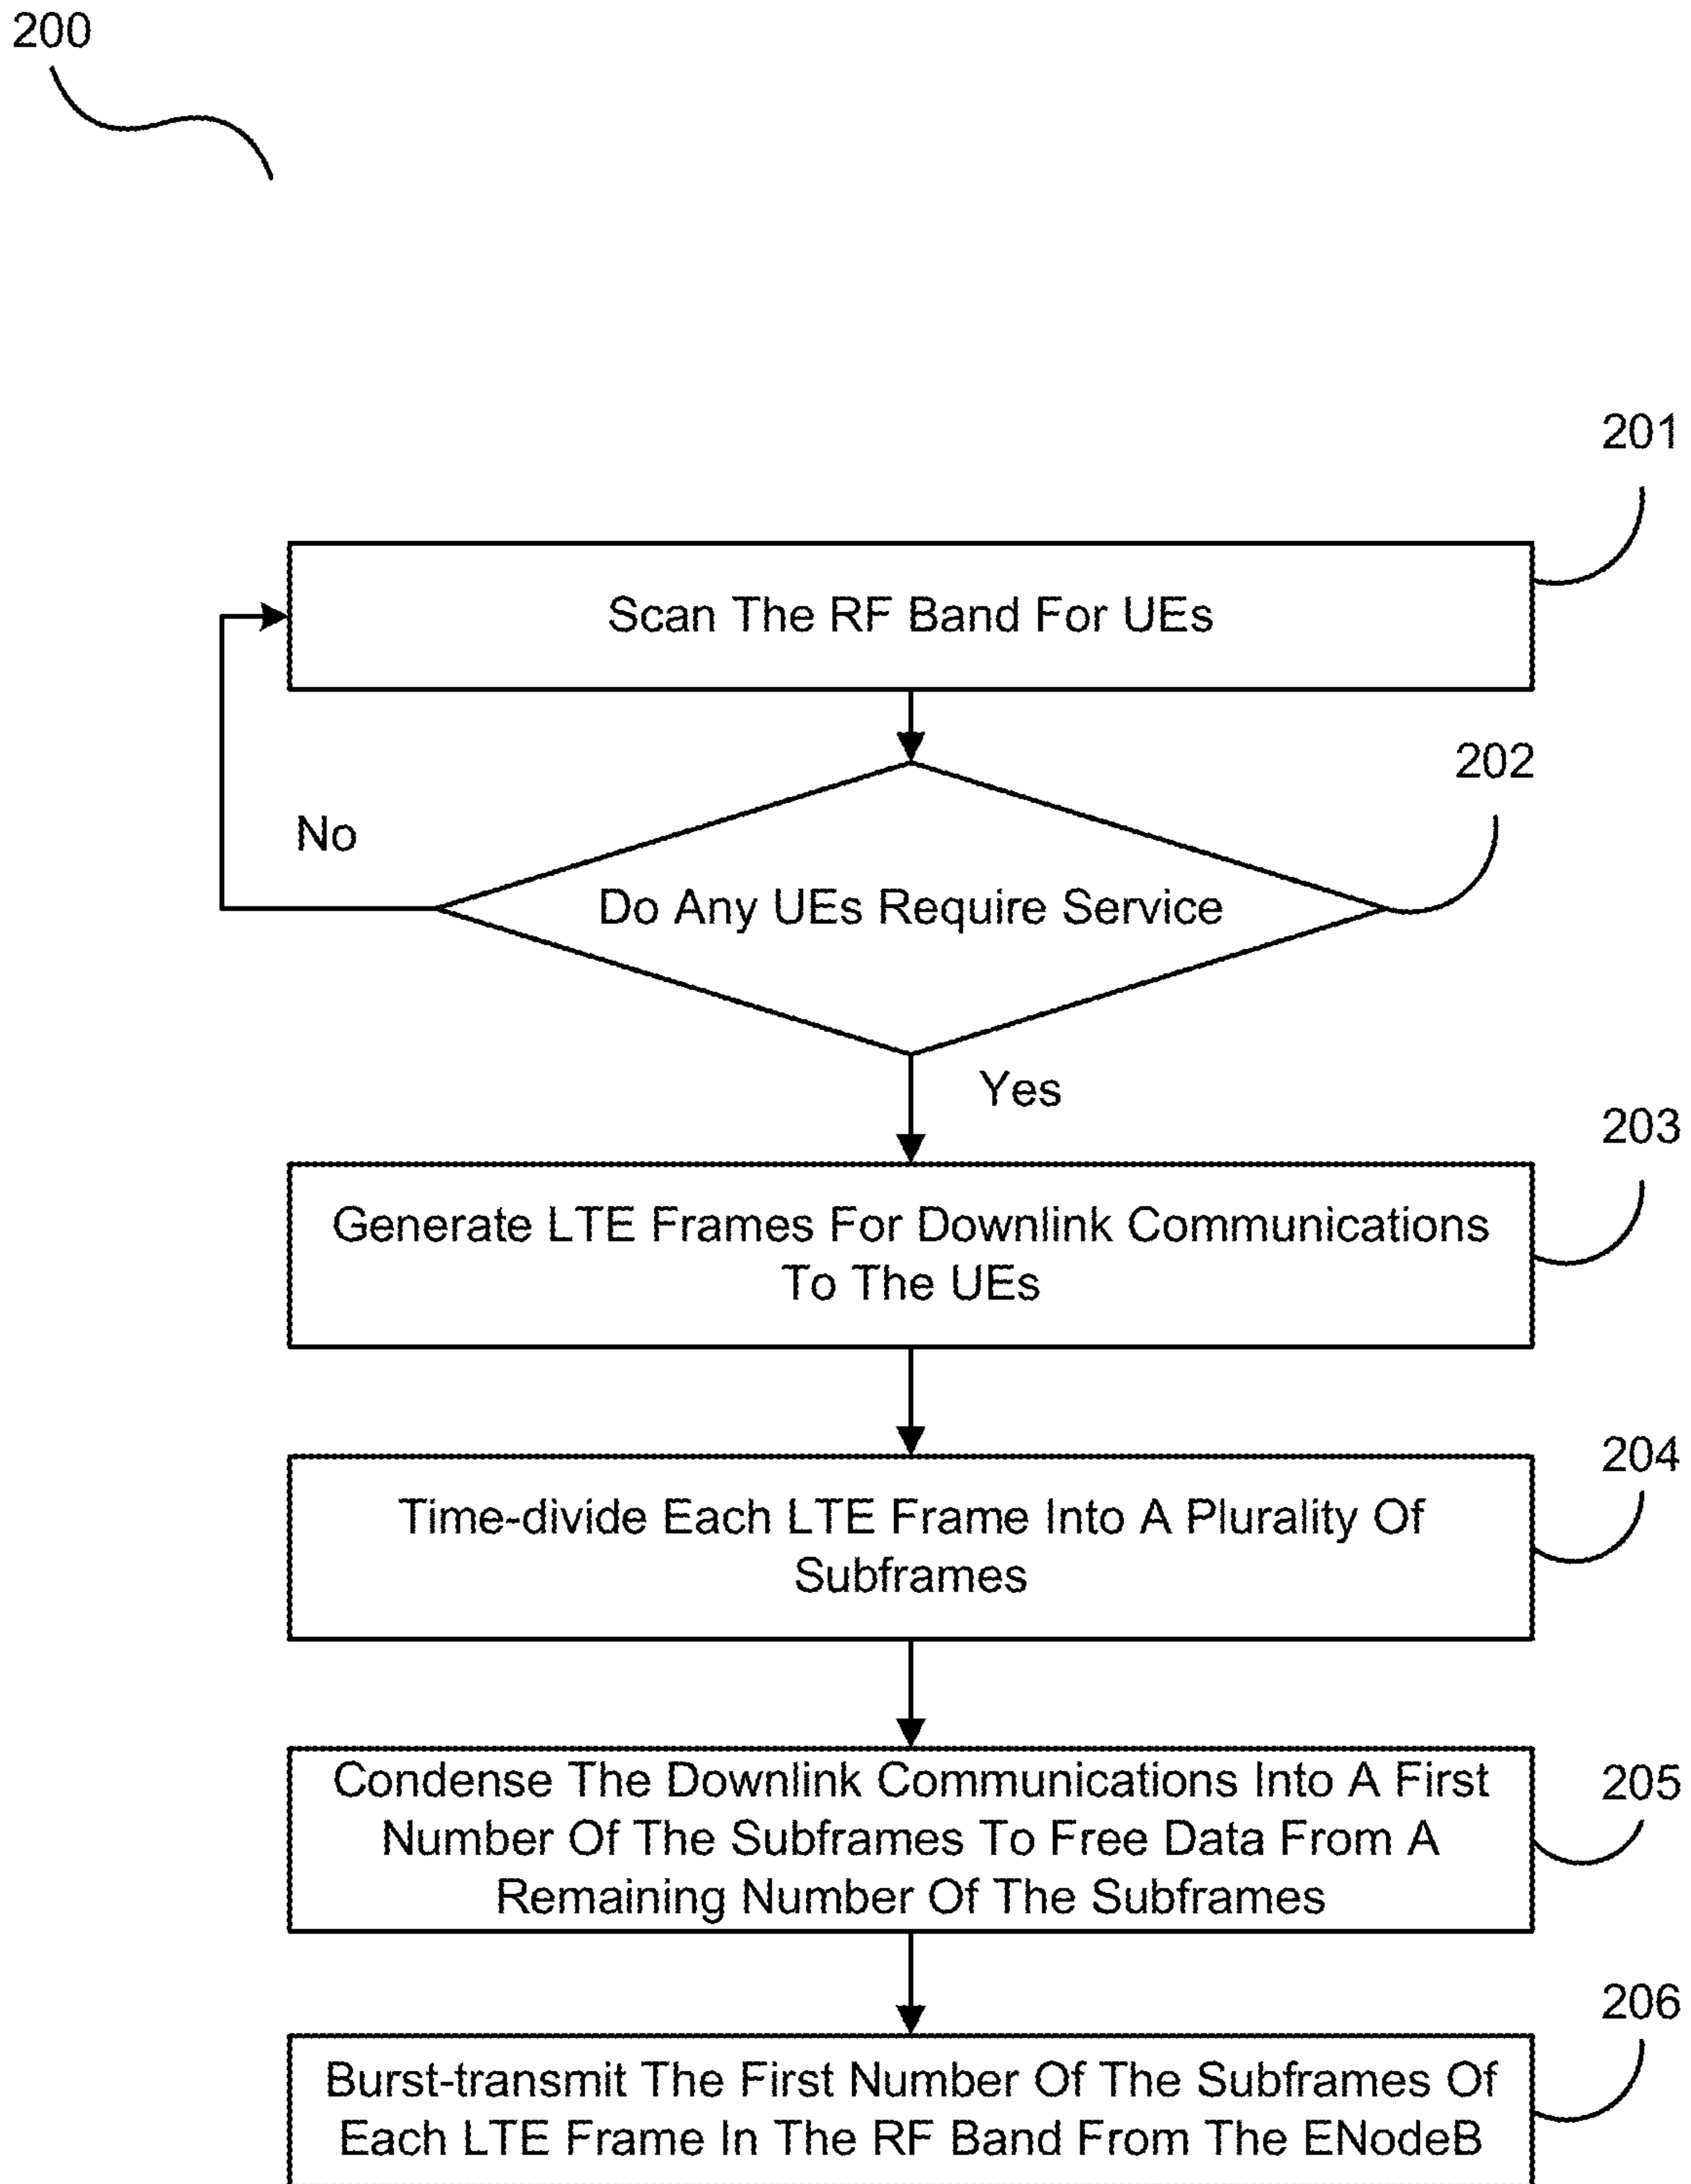 200
201
Scan The RF Band For UEs
202
No
Do Any UEs Require Service
Yes
203
Generate LTE Frames For Downlink Communications
To The UEs
204
Time-divide Each LTE Frame Into A Plurality Of
Subframes
205
Condense The Downlink Communications Into A First
Number Of The Subframes To Free Data From A
Remaining Number Of The Subframes
206
Burst-transmit The First Number Of The Subframes Of
Each LTE Frame In The RF Band From The ENodeB